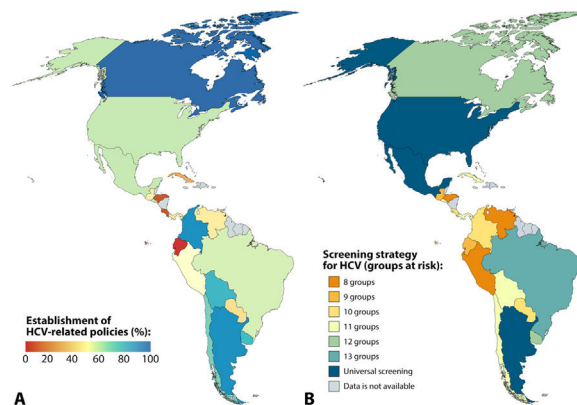 Establishment of
HCV-related policies (%):
0 20 40 60 80 100
A
Screening strategy
for HCV (groups at risk):
8 groups
9 groups
10 groups
11 groups
12 groups
13 groups
Universal screening
Data is not available
B